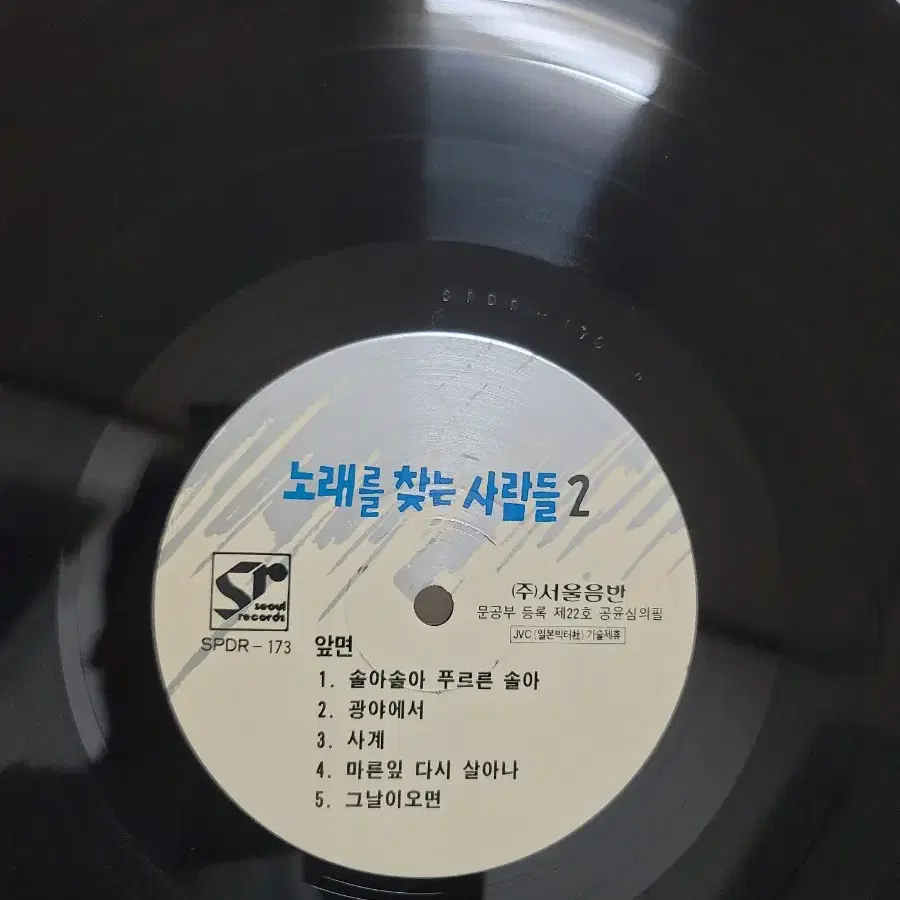 SPDR-173
노래를 찾는 사람들 2
Sr
seoul
records
SPDR - 173
(주)서울음반
문공부 등록 제22호 공윤심의필
JVC (일본빅타社) 기술제휴
앞면
1. 솔아솔아 푸르른 솔아
2. 광야에서
3. 사계
4. 마른잎 다시 살아나
5. 그날이오면